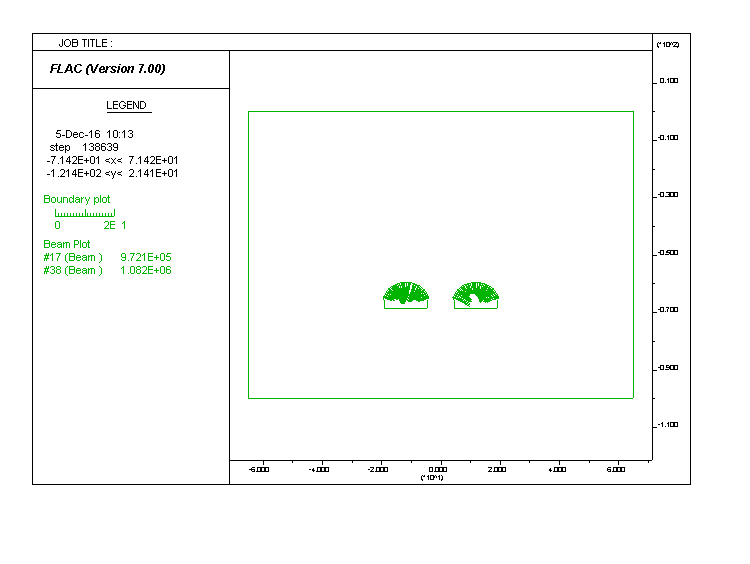 JOB TITLE :
FLAC (Version 7.00)
LEGEND
5-Dec-16 10:13
step 138639
-7.142E+01 <x< 7.142E+01
-1.214E+02 <y< 2.141E+01
Boundary plot
0 2E 1
Beam Plot
#17 (Beam ) 9.721E+05
#38 (Beam ) 1.082E+06
(*10^2)
0.100
-0.100
-0.300
-0.500
-0.700
-0.900
-1.100
-6.000 -4.000 -2.000 0.000 2.000 4.000 6.000
(*10^1)